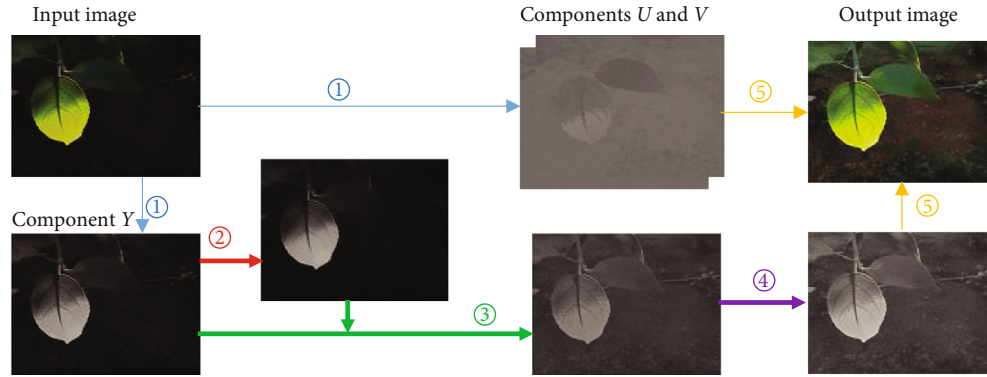 Input image
Components U and V
Output image
①
⑤
①
Component Y
②
⑤
③
④